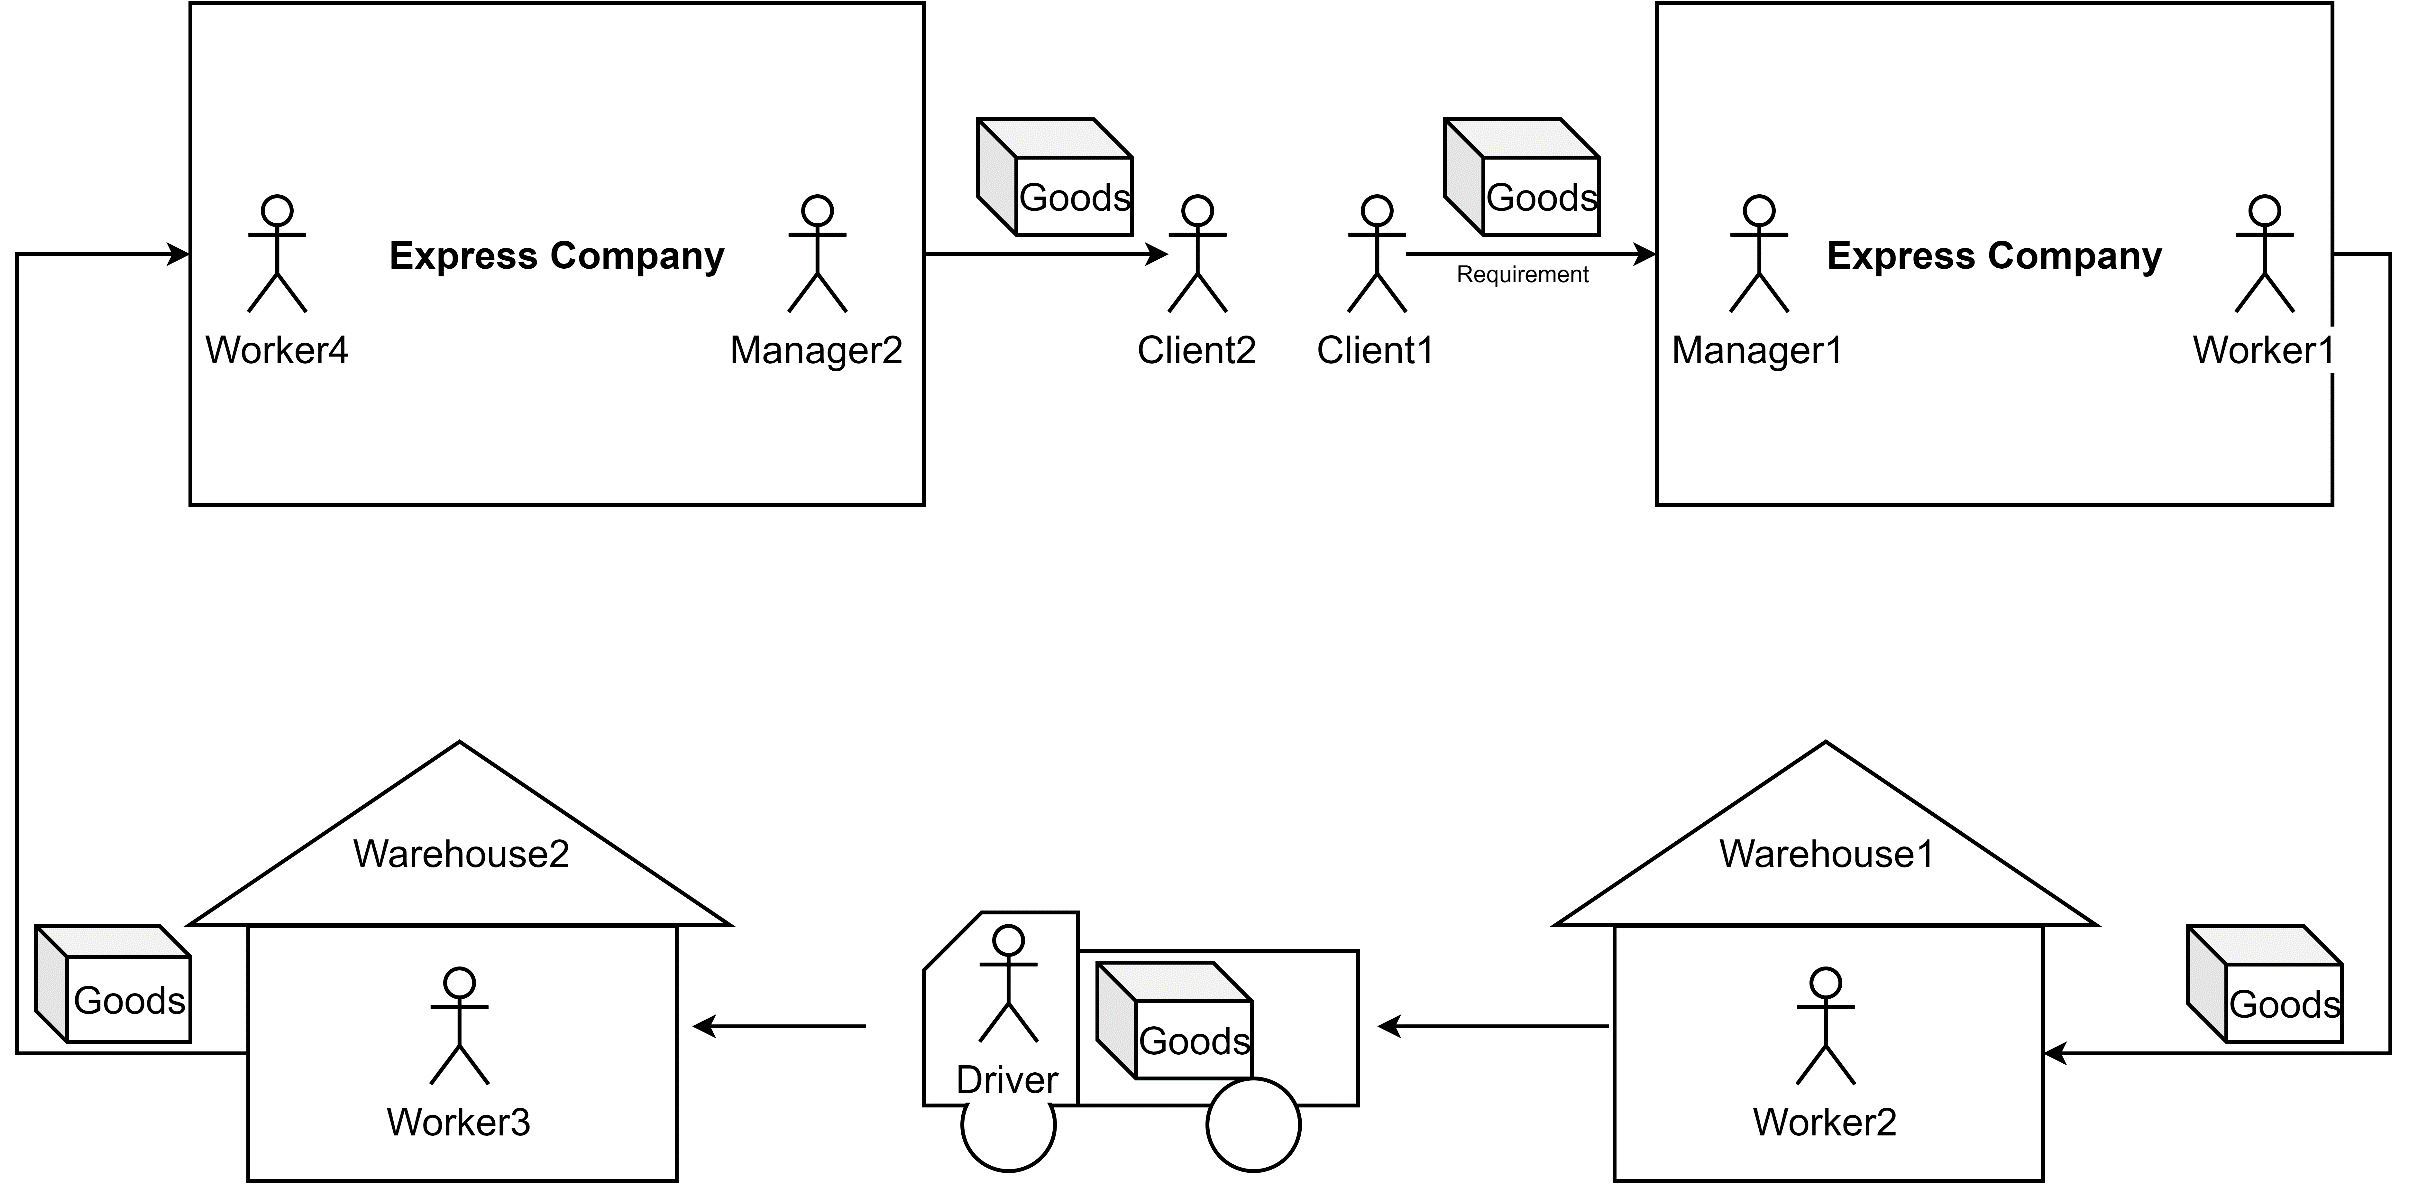 Goods
Goods
Express Company
Express Company
Requirement
Worker4
Manager2
Client2
Client1
Manager1
Worker1
Warehouse2
Warehouse1
Goods
Goods
Goods
Driver
Worker3
Worker2